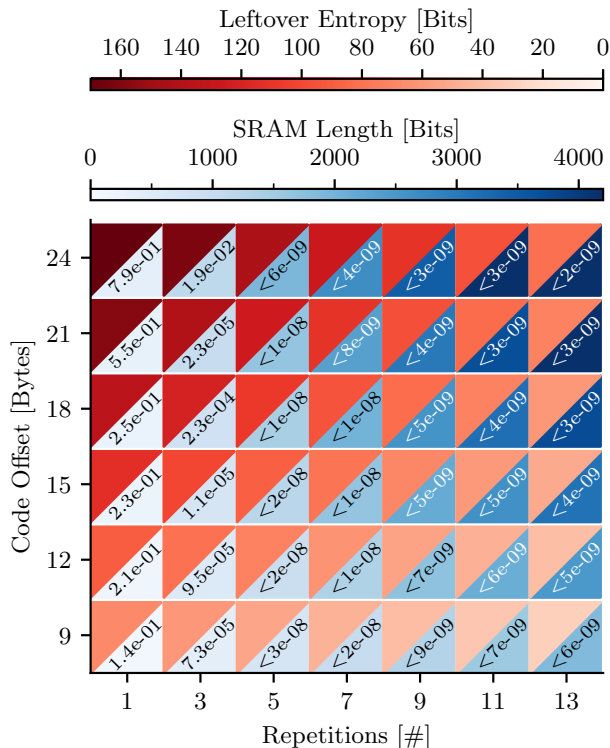 Leftover Entropy [Bits]
160 140 120 100 80 60 40 20 0
SRAM Length [Bits]
0 1000 2000 3000 4000
Code Offset [Bytes]
24 7.9e-01 1.9e-02 <6e-09 <4e-09 <3e-09 <3e-09 <2e-09
21 5.5e-01 2.3e-05 <1e-08 <8e-09 <4e-09 <3e-09 <3e-09
18 2.5e-01 2.3e-04 <1e-08 <1e-08 <5e-09 <4e-09 <3e-09
15 2.3e-01 1.1e-05 <2e-08 <1e-08 <5e-09 <5e-09 <4e-09
12 2.1e-01 9.5e-05 <2e-08 <1e-08 <7e-09 <6e-09 <5e-09
9 1.4e-01 7.3e-05 <3e-08 <2e-08 <9e-09 <7e-09 <6e-09
1 3 5 7 9 11 13
Repetitions [#]